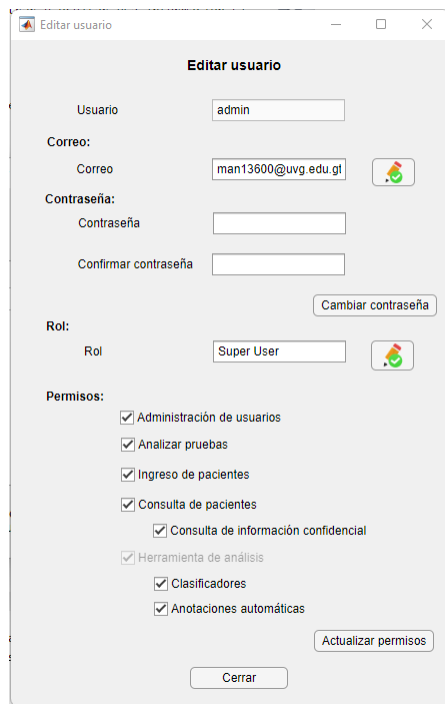 Editar usuario
Editar usuario
Usuario
admin
Correo:
Correo
man13600@uvg.edu.gt
Contraseña:
Contraseña
Confirmar contraseña
Cambiar contraseña
Rol:
Rol
Super User
Permisos:
Administración de usuarios
Analizar pruebas
Ingreso de pacientes
Consulta de pacientes
Consulta de información confidencial
Herramienta de análisis
Clasificadores
Anotaciones automáticas
Actualizar permisos
Cerrar